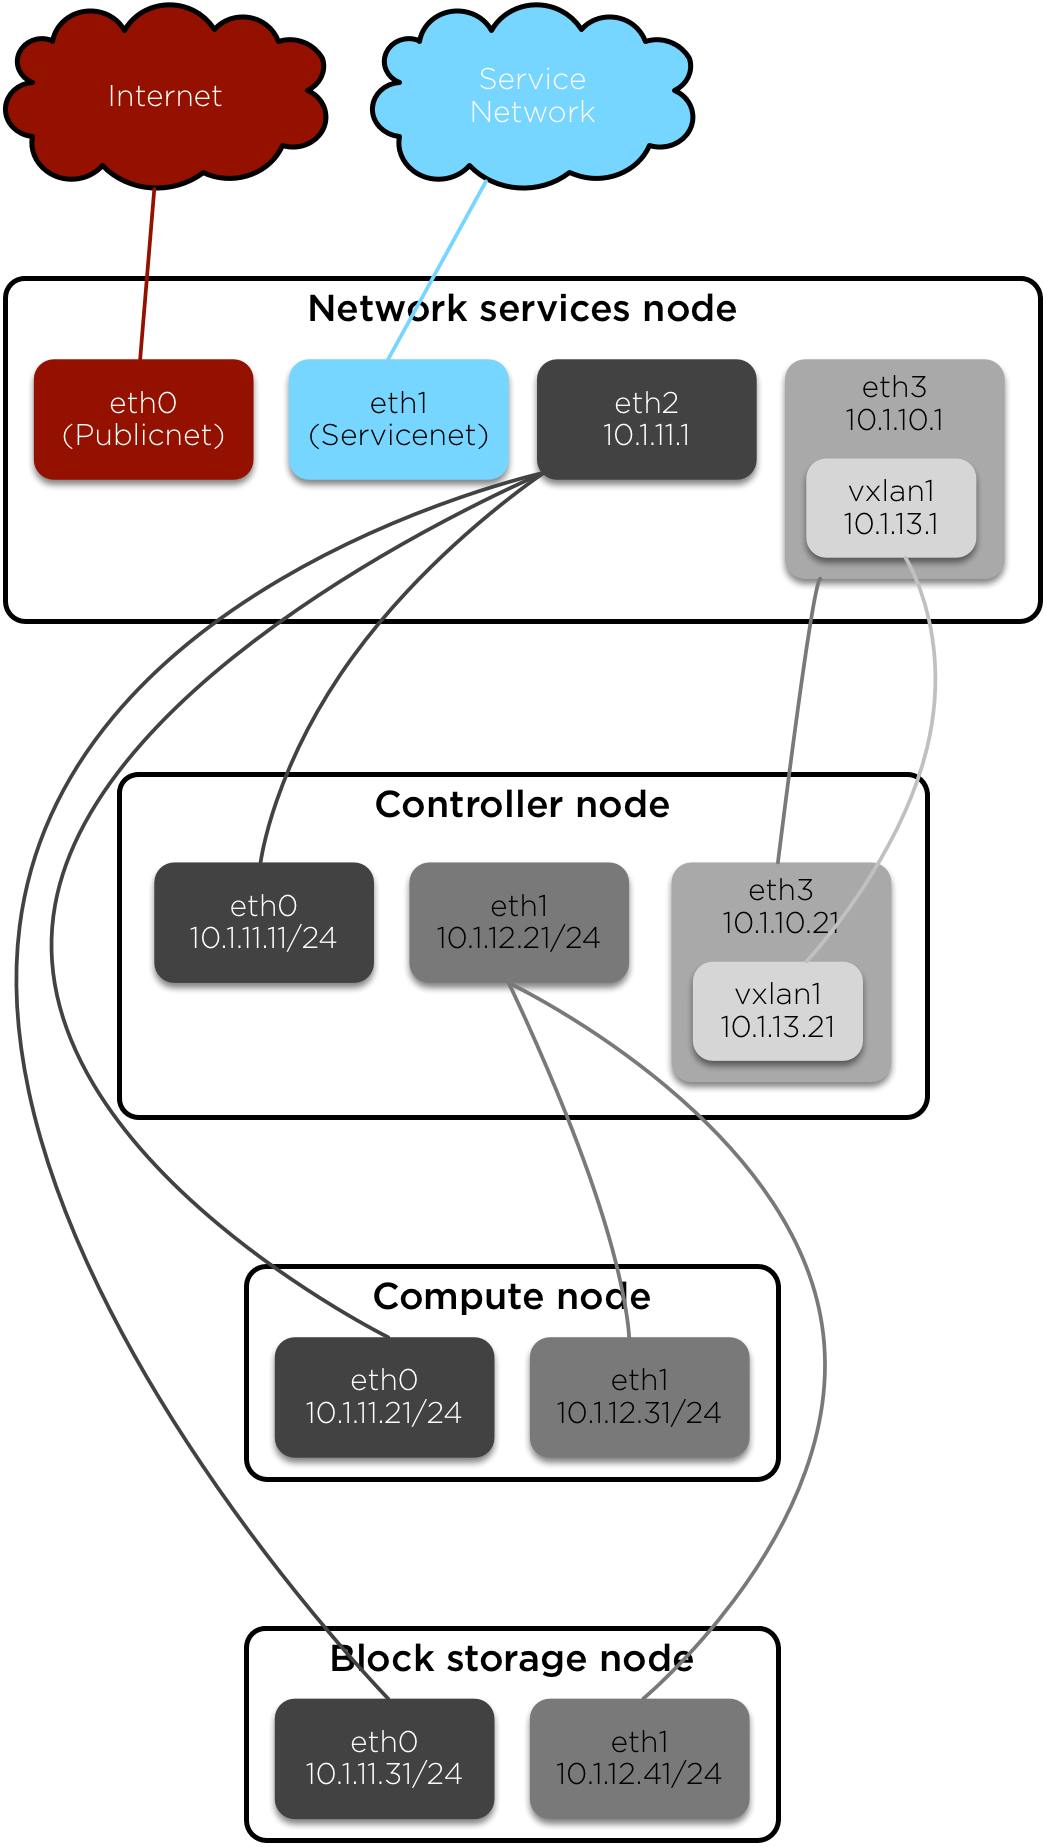 Internet
Service
Network
Network services node
eth0
(Publicnet)
eth1
(Servicenet)
eth2
10.1.11.1
eth3
10.1.10.1
vxlan1
10.1.13.1
Controller node
eth0
10.1.11.11/24
eth1
10.1.12.21/24
eth3
10.1.10.21
vxlan1
10.1.13.21
Compute node
eth0
10.1.11.21/24
eth1
10.1.12.31/24
Block storage node
eth0
10.1.11.31/24
eth1
10.1.12.41/24